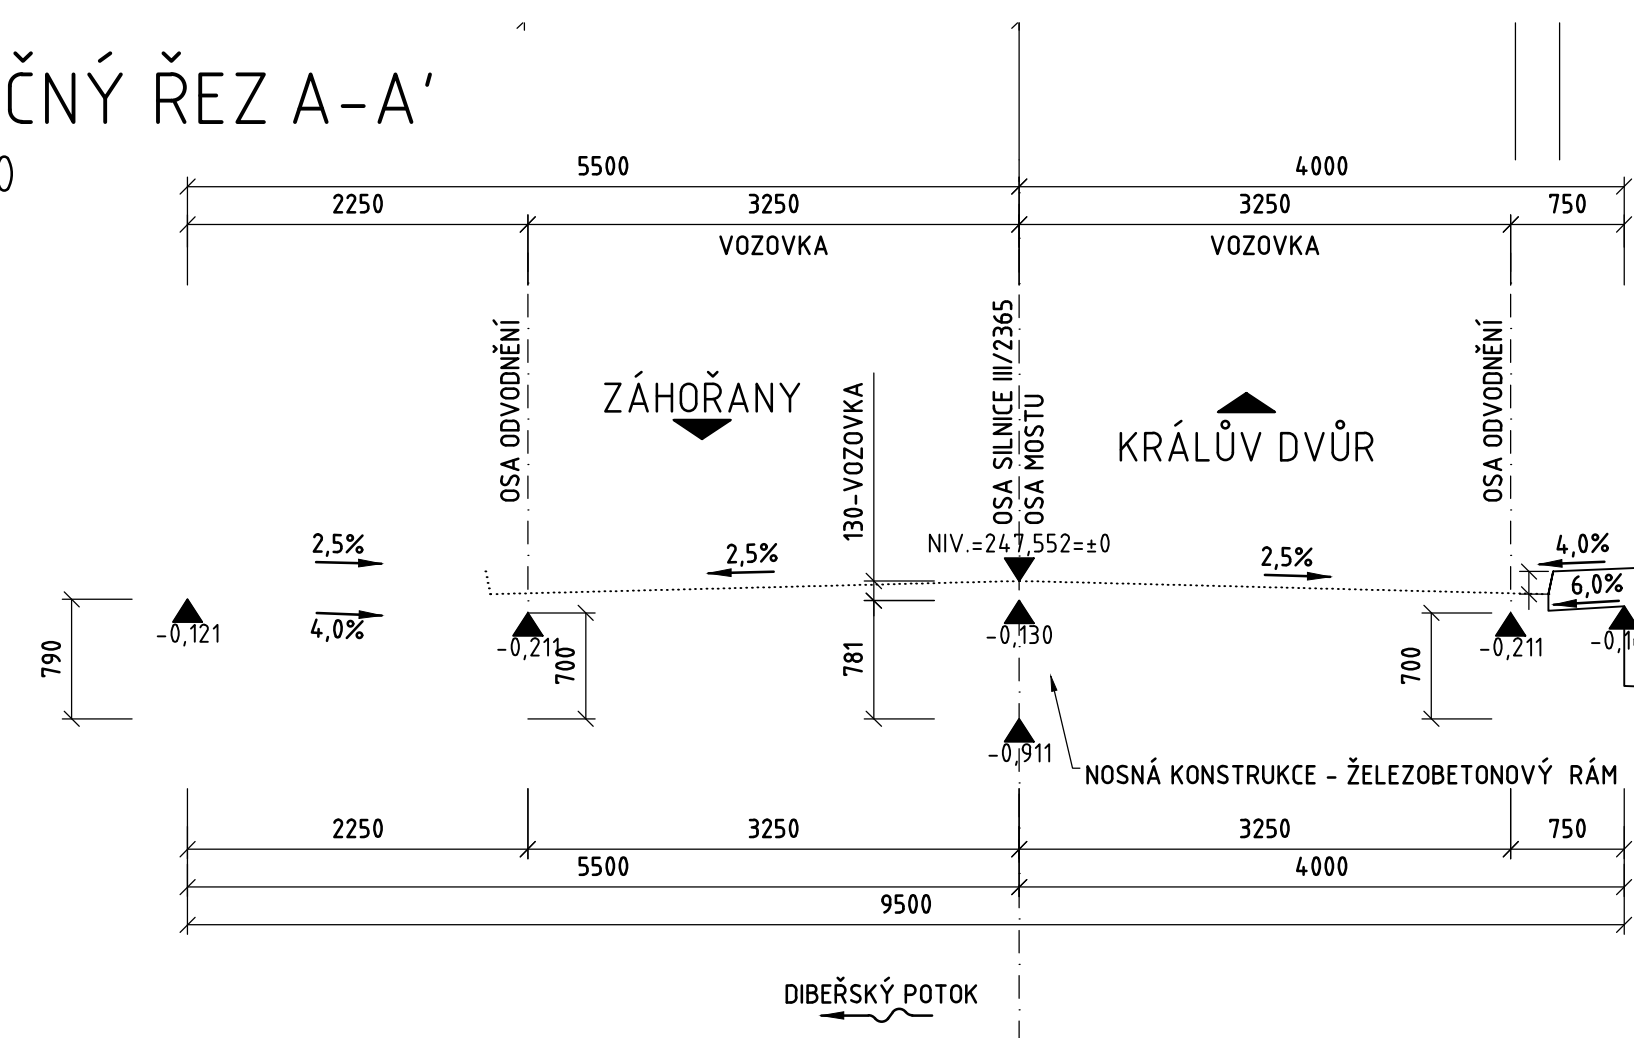 ČNÝ ŘEZ A-A'
0
5500
4000
2250
3250
3250
750
VOZOVKA
VOZOVKA
OSA ODVODNĚNÍ
ZÁHOŘANY
130-VOZOVKA
OSA SILNICE III/2365
OSA MOSTU
KRÁLŮV DVŮR
OSA ODVODNĚNÍ
NIV.=247,552=±0
2,5%
2,5%
2,5%
4,0%
6,0%
4,0%
-0,121
-0,211
-0,130
-0,211
790
700
781
700
-0,911
NOSNÁ KONSTRUKCE - ŽELEZOBETONOVÝ RÁM
2250
3250
3250
750
5500
4000
9500
DIBEŘSKÝ POTOK